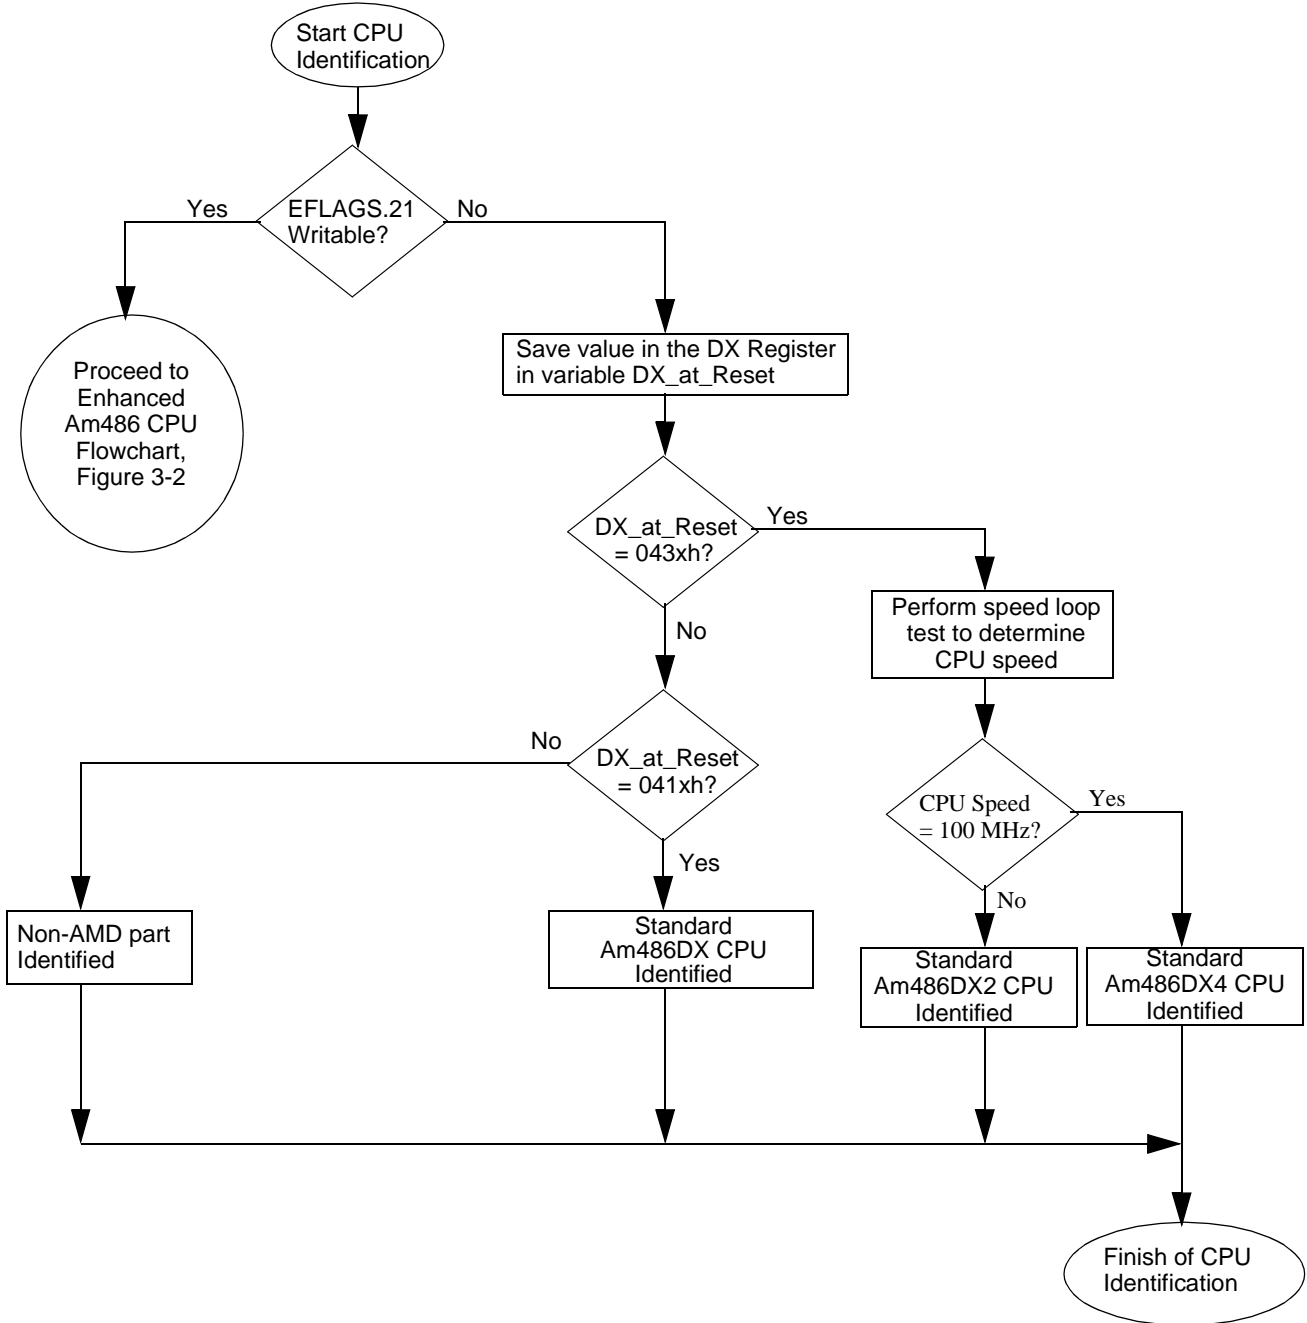 Start CPU
Identification
Yes
EFLAGS.21
Writable?
No
Proceed to
Enhanced
Am486 CPU
Flowchart,
Figure 3-2
Save value in the DX Register
in variable DX_at_Reset
DX_at_Reset
= 043xh?
Yes
No
Perform speed loop
test to determine
CPU speed
No
DX_at_Reset
= 041xh?
Yes
CPU Speed
= 100 MHz?
Yes
No
Non-AMD part
Identified
Standard
Am486DX CPU
Identified
Standard
Am486DX2 CPU
Identified
Standard
Am486DX4 CPU
Identified
Finish of CPU
Identification